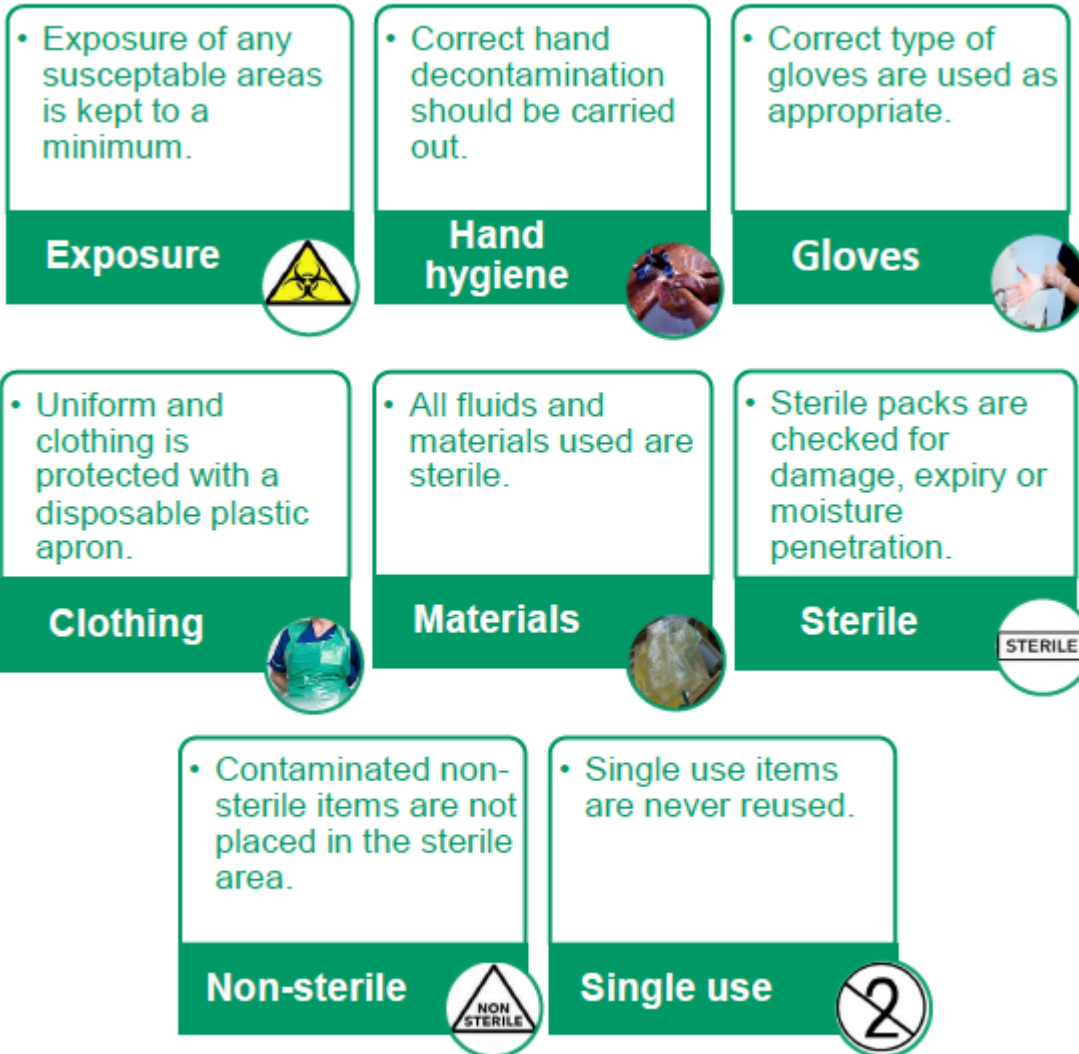 • Exposure of any
susceptable areas
is kept to a
minimum.
Exposure
• Correct hand
decontamination
should be carried
out.
Hand
hygiene
• Correct type of
gloves are used as
appropriate.
Gloves
• Uniform and
clothing is
protected with a
disposable plastic
apron.
Clothing
• All fluids and
materials used are
sterile.
Materials
• Sterile packs are
checked for
damage, expiry or
moisture
penetration.
Sterile
STERILE
• Contaminated non-
sterile items are not
placed in the sterile
area.
Non-sterile
NON
STERILE
• Single use items
are never reused.
Single use
2